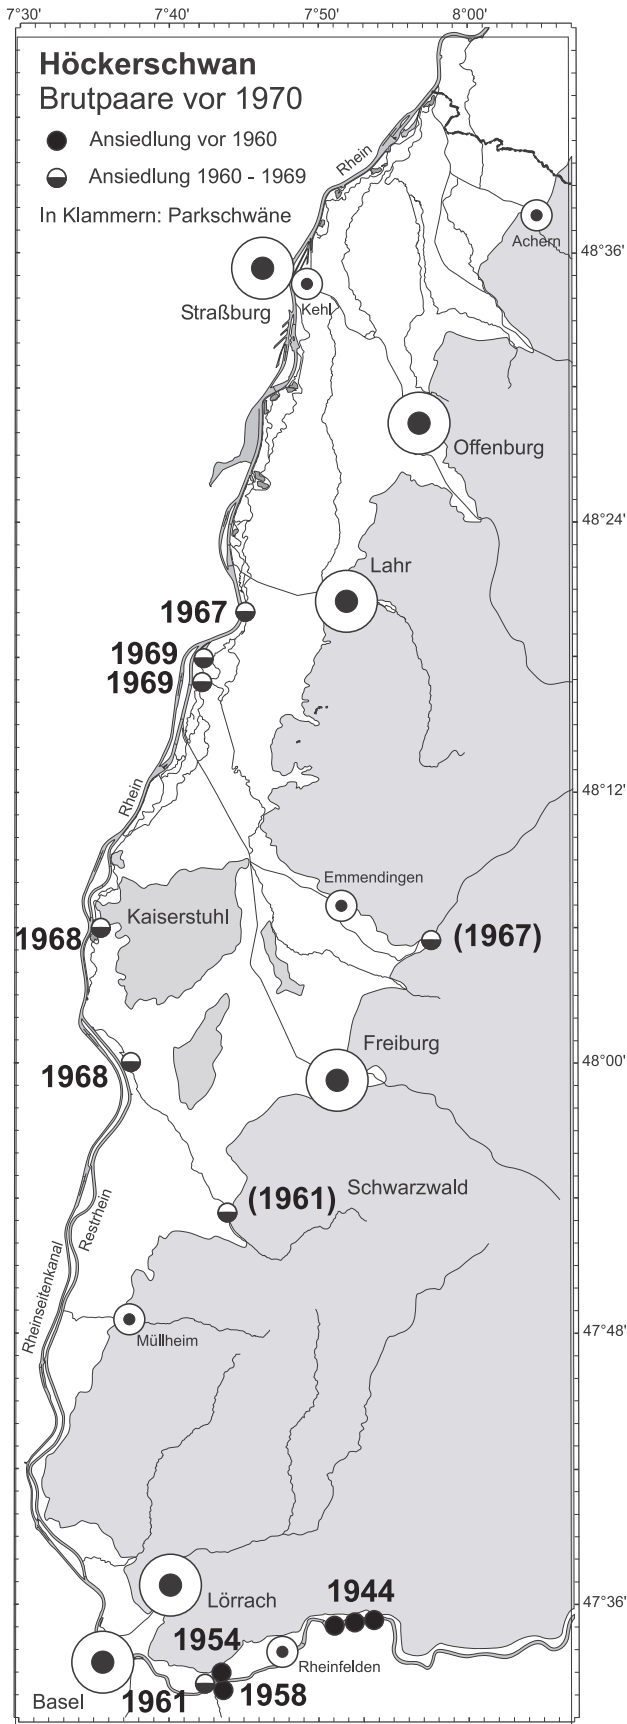 7°30'
7°40'
7°50'
8°00'
Höckerschwan
Brutpaare vor 1970
Ansiedlung vor 1960
Ansiedlung 1960 - 1969
In Klammern: Parkschwäne
Rhein
Achern
48°36'
Straßburg
Kehl
Offenburg
48°24'
Lahr
1967
1969
1969
Rhein
48°12'
Emmendingen
Kaiserstuhl
1968
(1967)
Freiburg
48°00'
1968
Schwarzwald
(1961)
Restrhein
Rheinseitenkanal
47°48'
Müllheim
1944
47°36'
Lörrach
1954
Rheinfelden
Basel
1961
1958